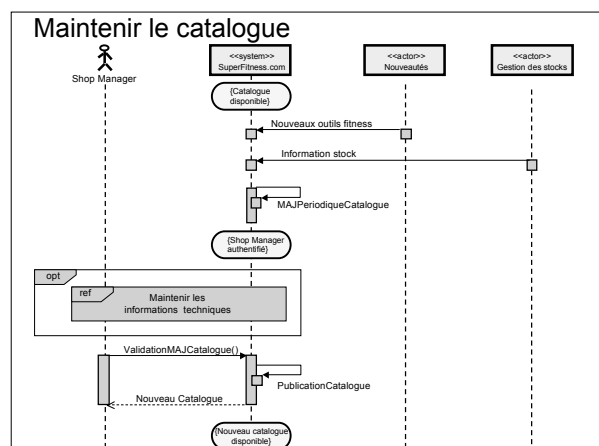 Maintenir le catalogue
Shop Manager
<<system>>
SuperFitness.com
<<actor>>
Nouveautés
<<actor>>
Gestion des stocks
{Catalogue
disponible}
Nouveaux outils fitness
Information stock
MAJPeriodiqueCatalogue
{Shop Manager
authentifié}
opt
ref
Maintenir les
informations techniques
ValidationMAJCatalogue()
PublicationCatalogue
Nouveau Catalogue
{Nouveau catalogue
disponible}